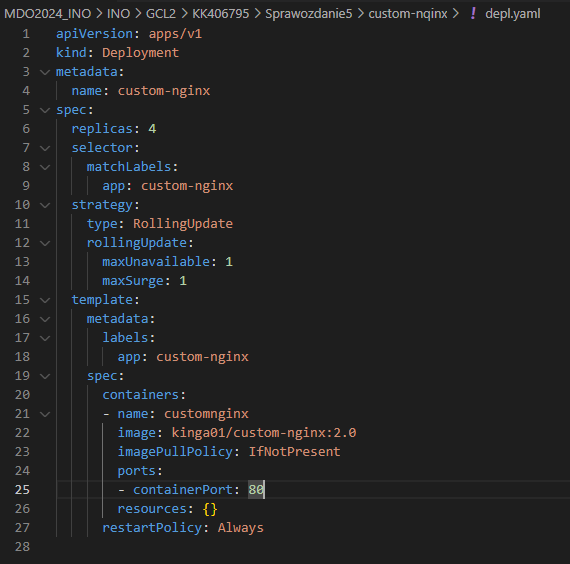 MDO2024_INO > INO > GCL2 > KK406795 > Sprawozdanie5 > custom-nqinx > ! depl.yaml
1 apiVersion: apps/v1
2 kind: Deployment
3 metadata:
4   name: custom-nginx
5 spec:
6   replicas: 4
7   selector:
8     matchLabels:
9       app: custom-nginx
10   strategy:
11     type: RollingUpdate
12     rollingUpdate:
13       maxUnavailable: 1
14       maxSurge: 1
15   template:
16     metadata:
17       labels:
18         app: custom-nginx
19     spec:
20       containers:
21       - name: customnginx
22         image: kinga01/custom-nginx:2.0
23         imagePullPolicy: IfNotPresent
24         ports:
25         - containerPort: 80
26         resources: {}
27       restartPolicy: Always
28